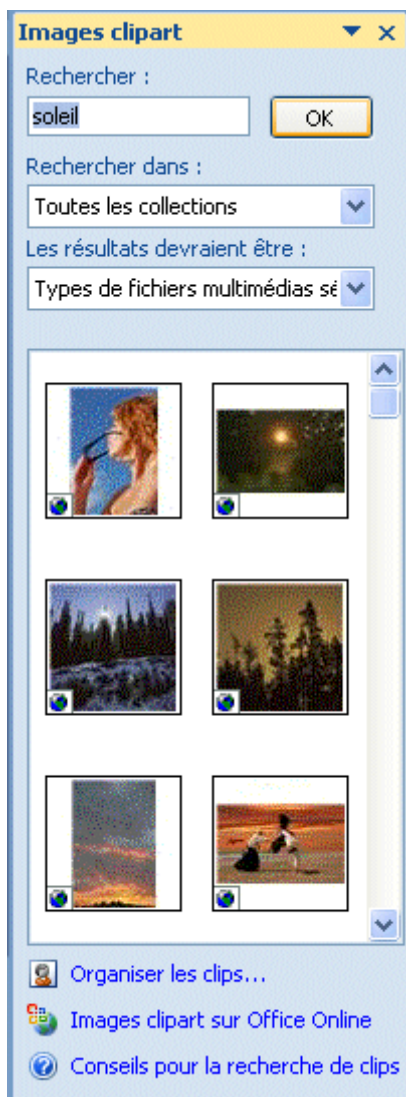 Images clipart
Rechercher :
soleil
OK
Rechercher dans :
Toutes les collections
Les résultats devraient être :
Types de fichiers multimédias sé
Organiser les clips...
Images clipart sur Office Online
Conseils pour la recherche de clips